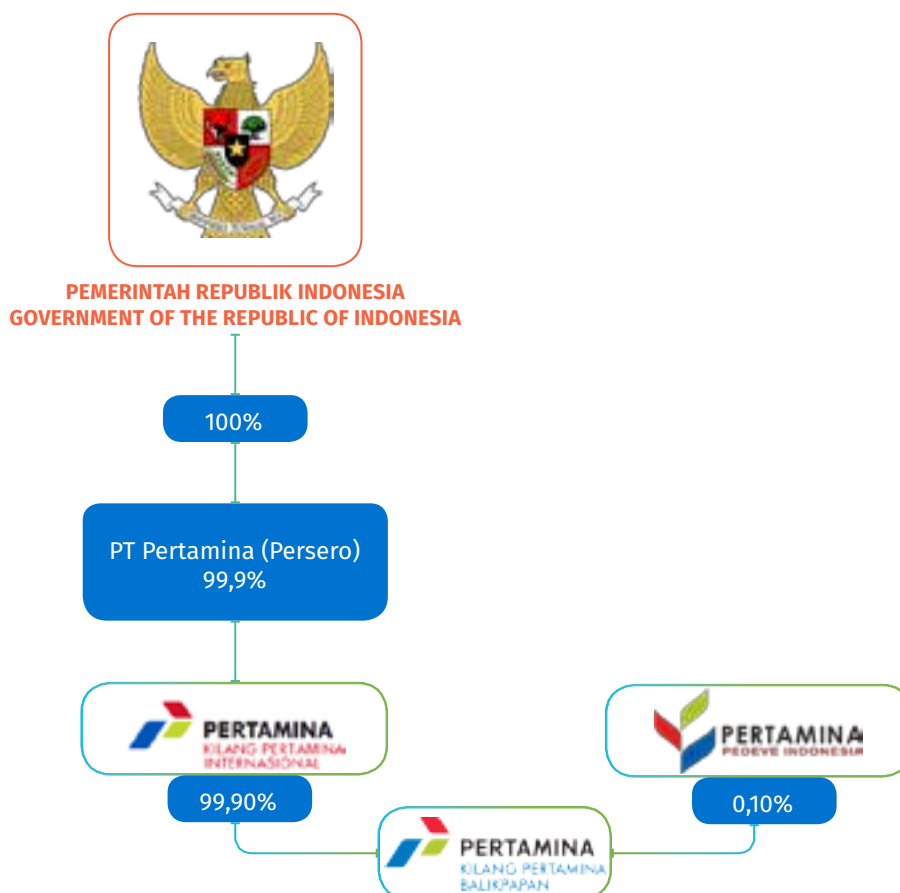 PEMERINTAH REPUBLIK INDONESIA
GOVERNMENT OF THE REPUBLIC OF INDONESIA
100%
PT Pertamina (Persero)
99,9%
PERTAMINA
KILANG PERTAMINA
INTERNASIONAL
PERTAMINA
PEDEVE INDONESIA
99,90%
0,10%
PERTAMINA
KILANG PERTAMINA
BALIKPAPAN